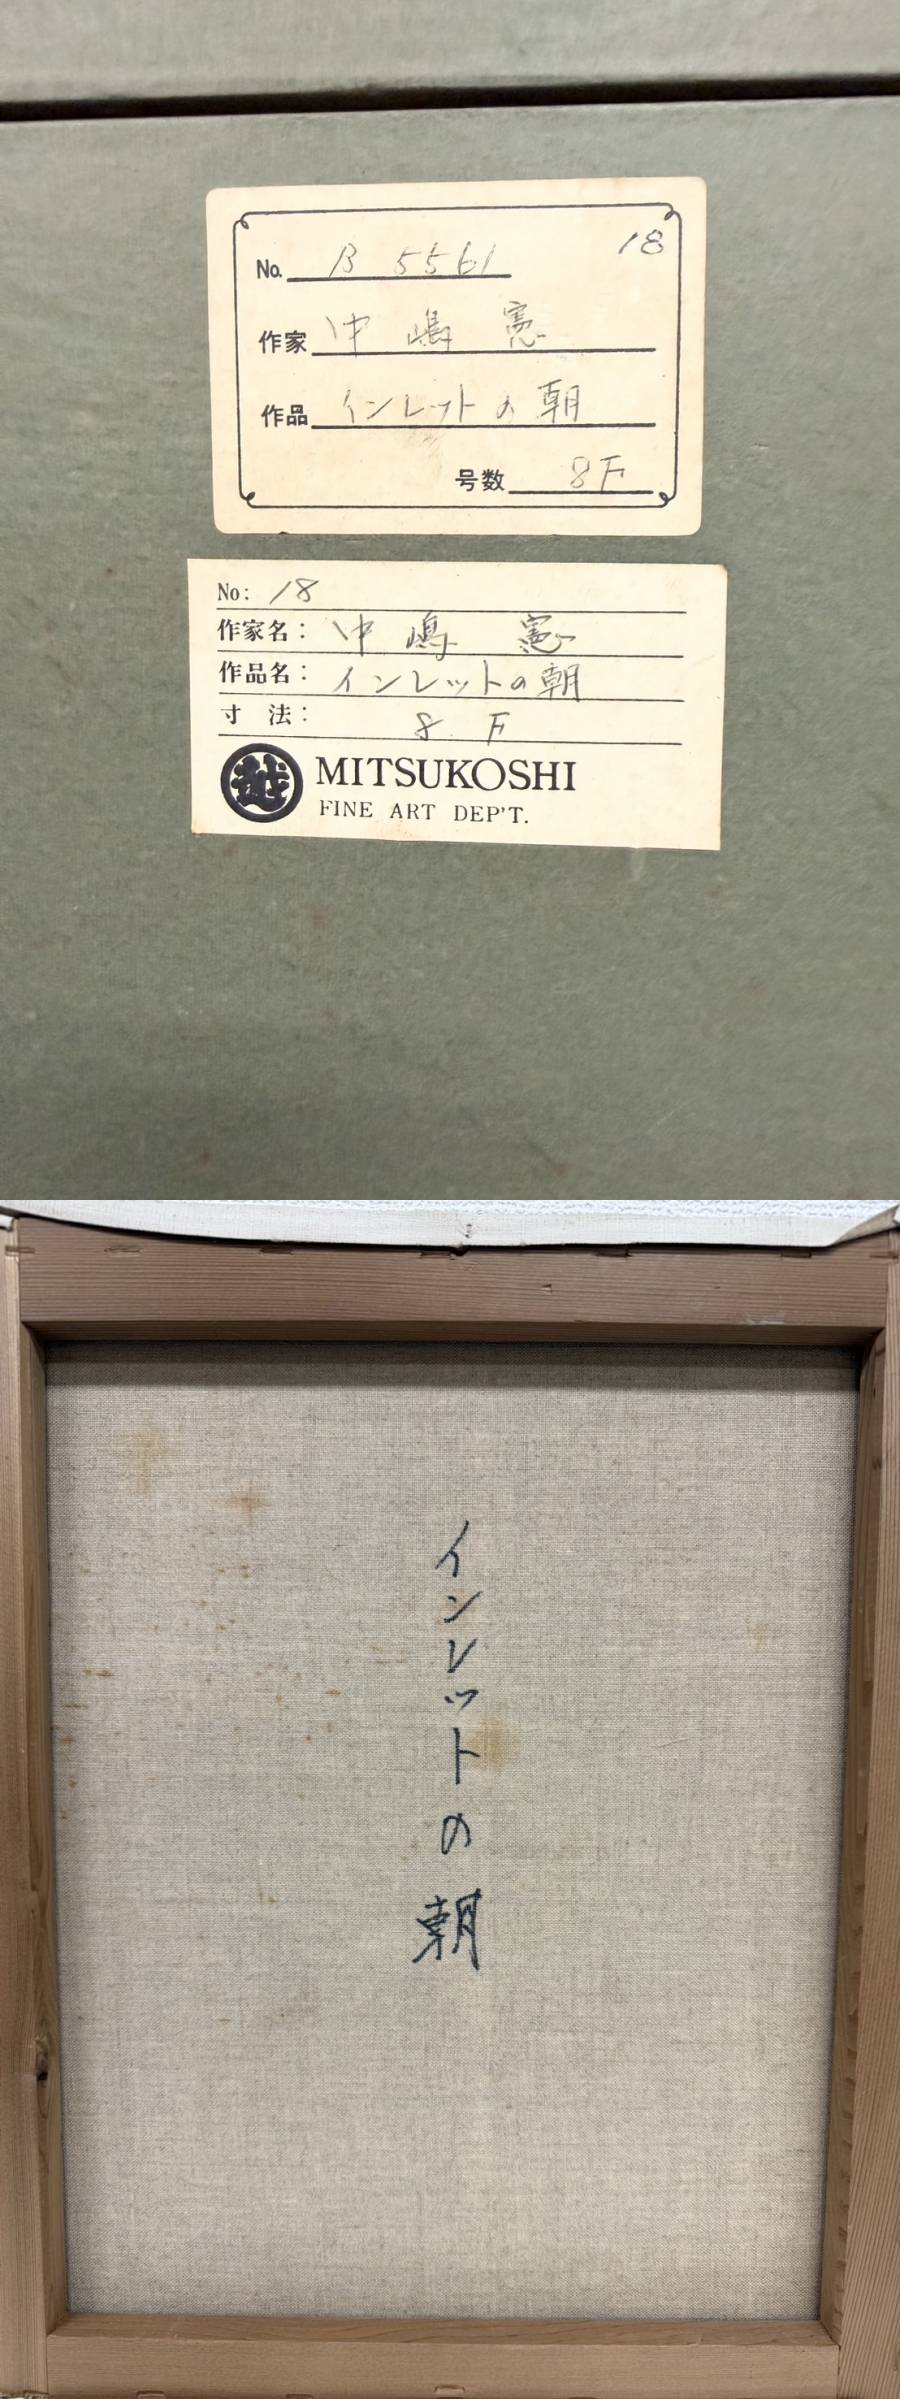 18
No. B 5561
作家 中嶋 憲
作品 インレットの朝
号数 8F
No: 18
作家名: 中嶋 憲
作品名: インレットの朝
寸 法: 8 F
越
MITSUKOSHI
FINE ART DEP'T.
インレットの朝